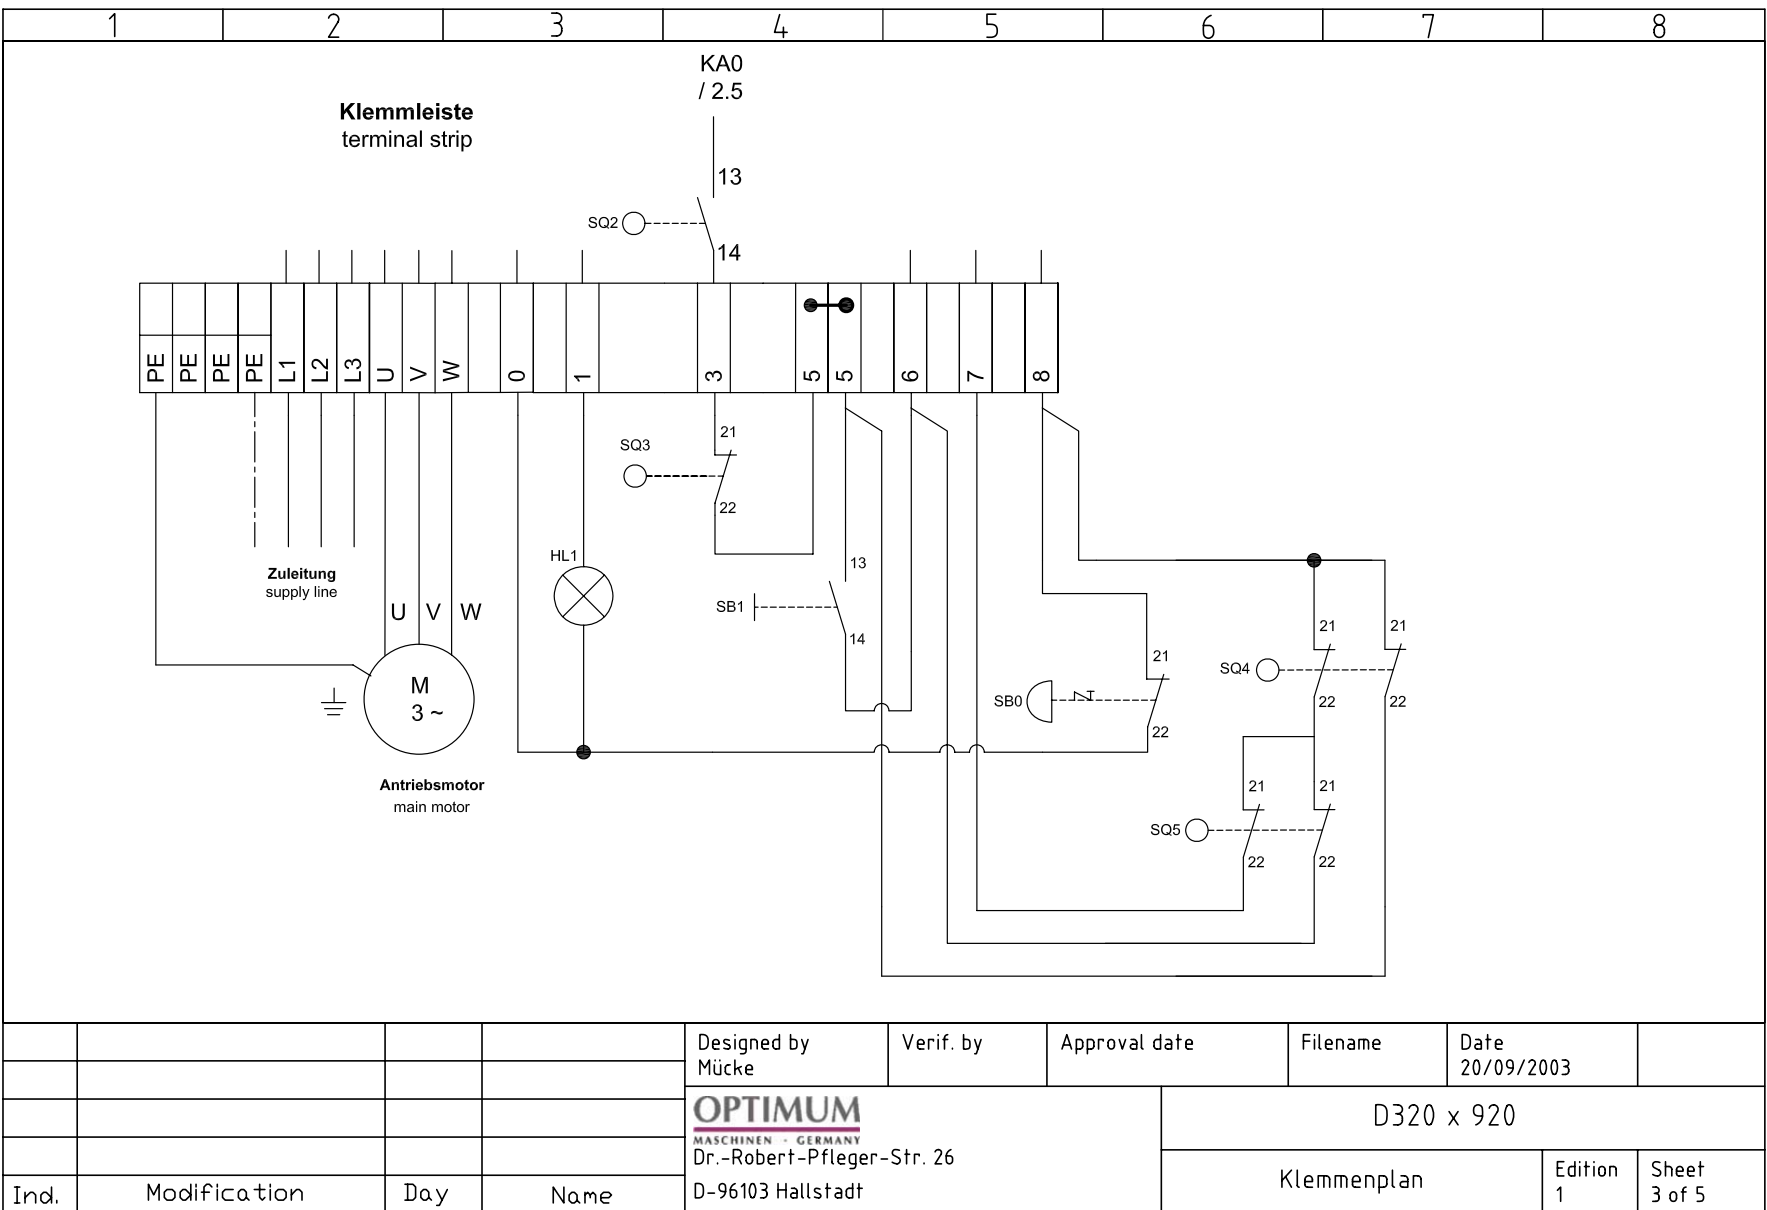 1 2 3 4 5 6 7 8
KA0
/ 2.5
Klemmleiste
terminal strip
13
SQ2
14
PE PE PE PE L1 L2 L3 U V W 0 1 3 5 5 6 7 8
21
SQ3
22
HL1
13
Zuleitung
supply line
SB1
U V W
14
21 21
21
SQ4
M
3 ~
SB0
22 22
22
Antriebsmotor
main motor
21 21
SQ5
22 22
Designed by
Mücke
Verif. by
Approval date
Filename
Date
20/09/2003
OPTIMUM
MASCHINEN - GERMANY
Dr.-Robert-Pfleger-Str. 26
D-96103 Hallstadt
D320 x 920
Klemmenplan
Edition
1
Sheet
3 of 5
Ind. Modification Day Name